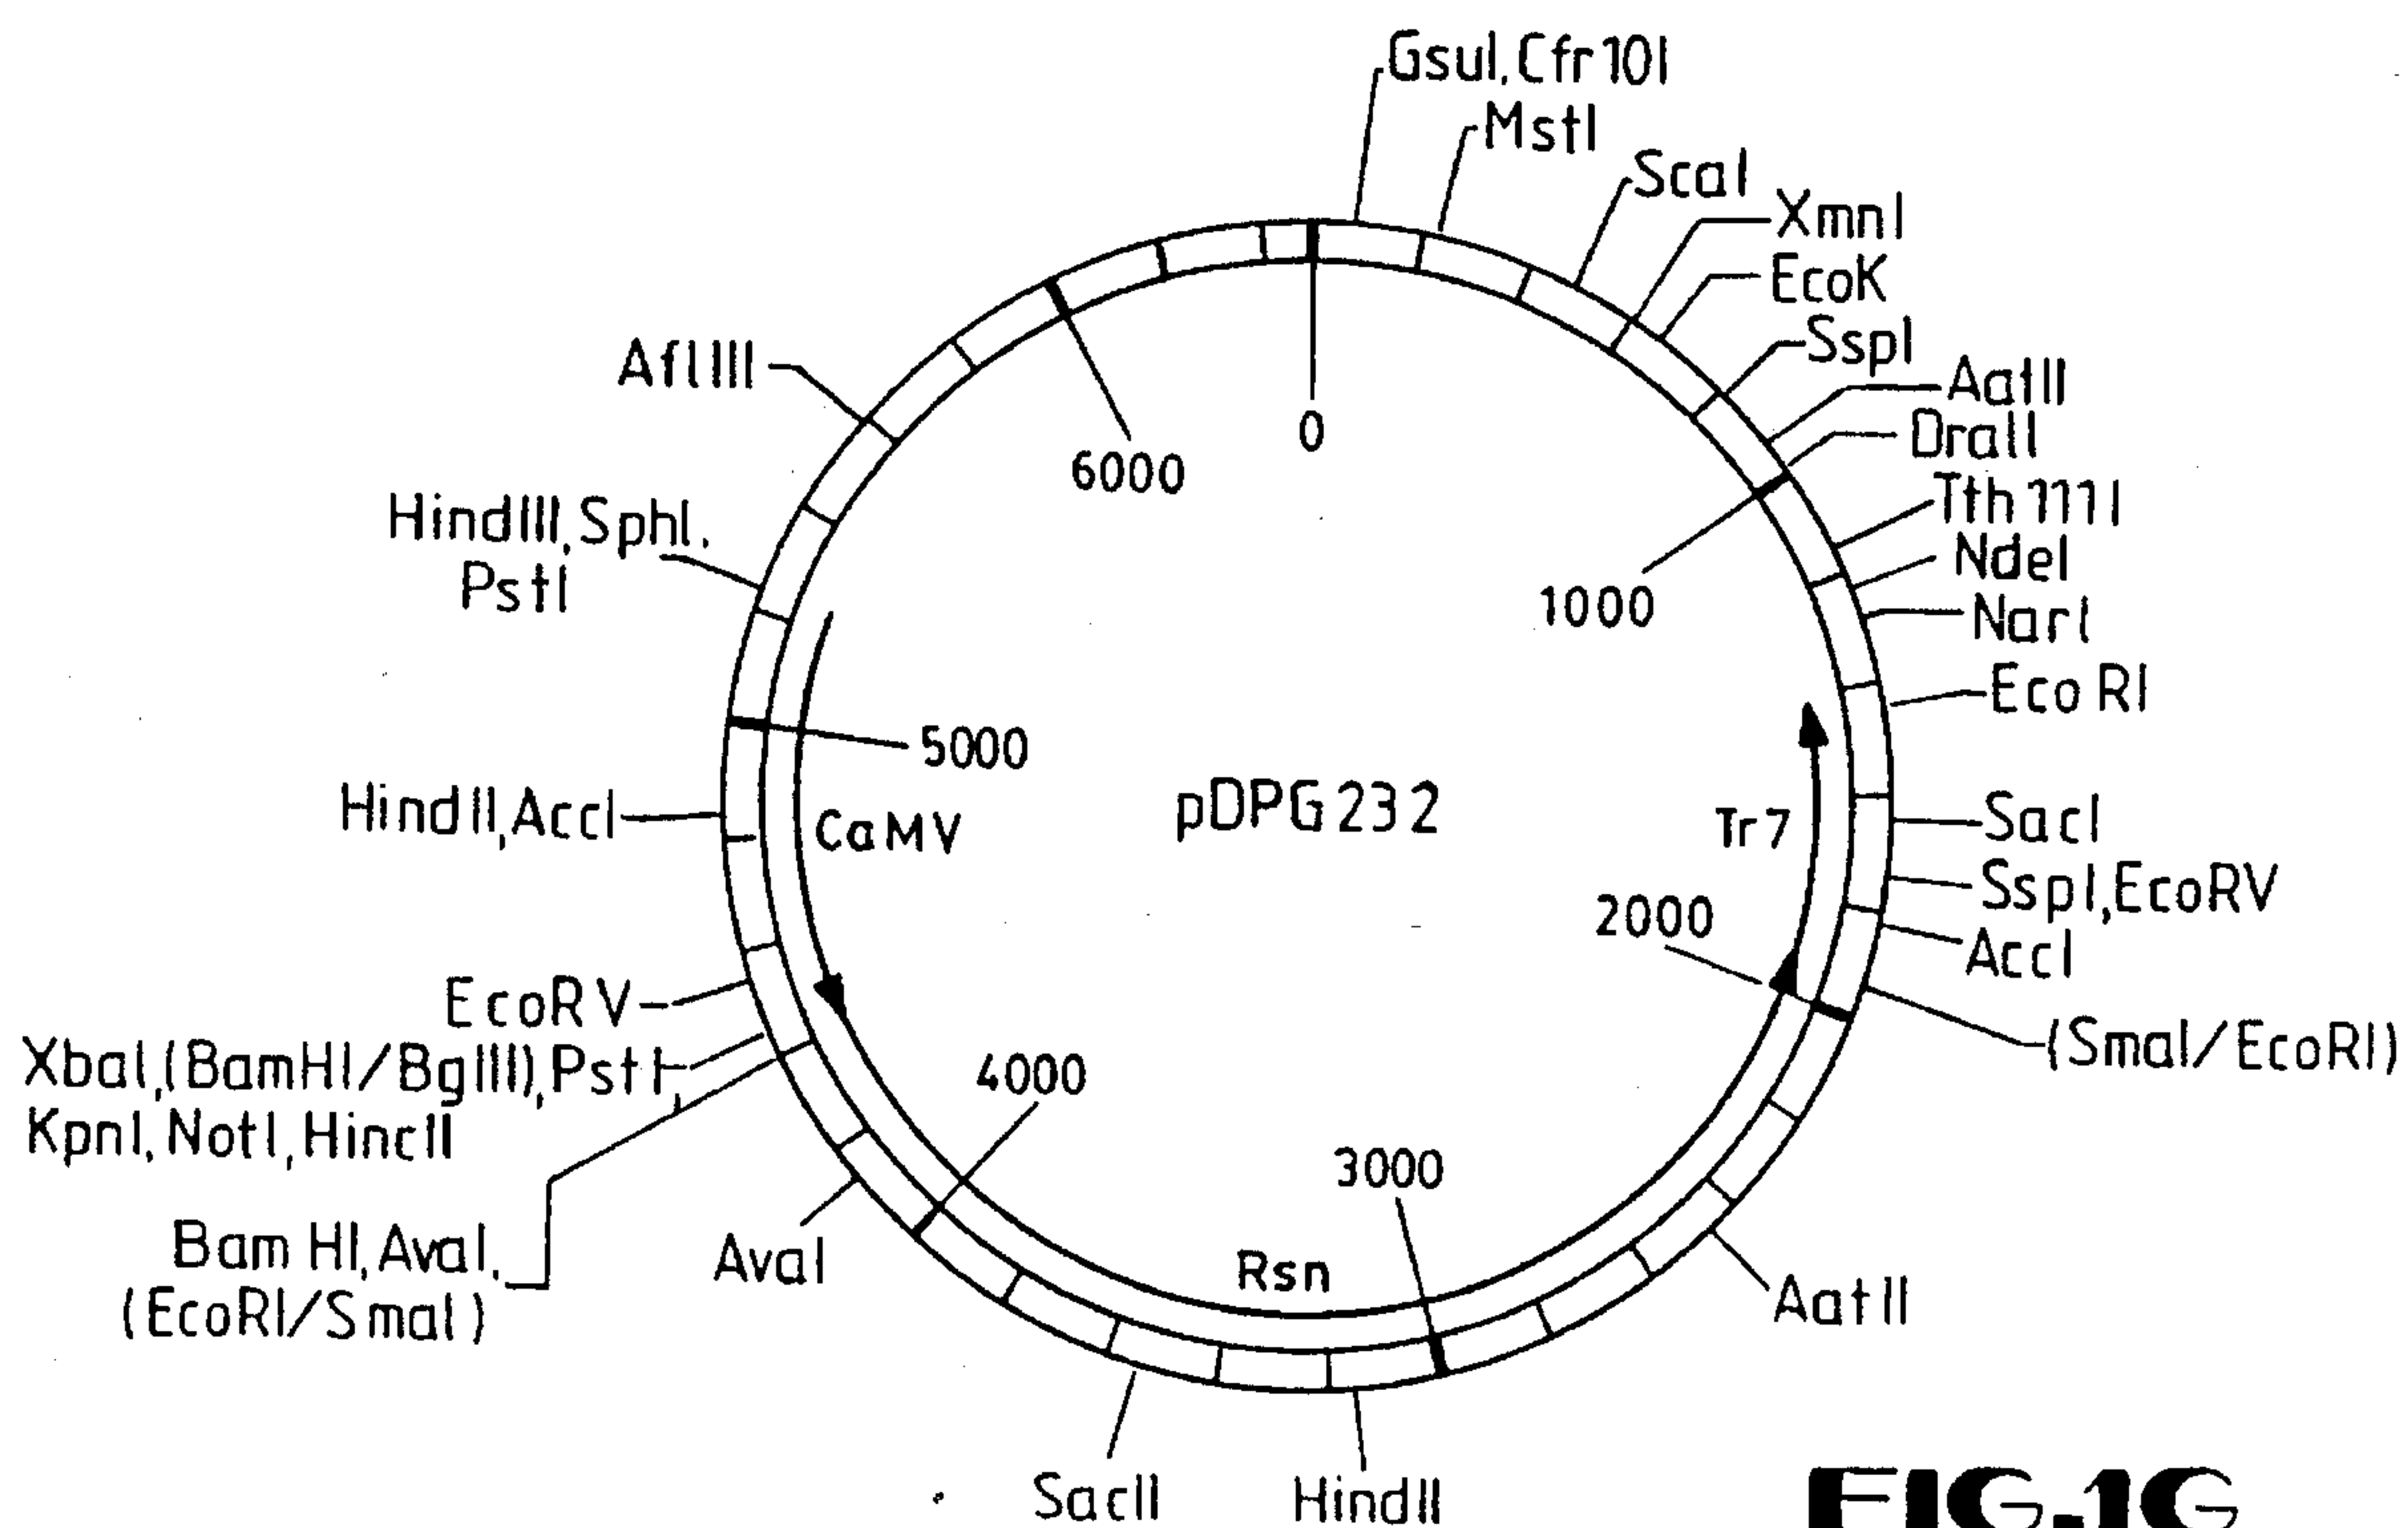 GsuI,Cfr10I
MstI
ScaI
XmnI
EcoK
SspI
AatII
DraII
Tth111I
NdeI
NarI
EcoRI
SacI
SspI,EcoRV
AccI
(SmaI/EcoRI)
AatII
HindII
SacII
AvaI
BamHI,AvaI,
(EcoRI/SmaI)
XbaI,(BamHI/BglII),PstI,
KpnI,NotI,HincII
EcoRV
HindII,AccI
HindIII,SphI,
PstI
AflIII
0
1000
2000
3000
4000
5000
6000
CaMV
pDPG232
Tr7
Rsn
FIG.1G